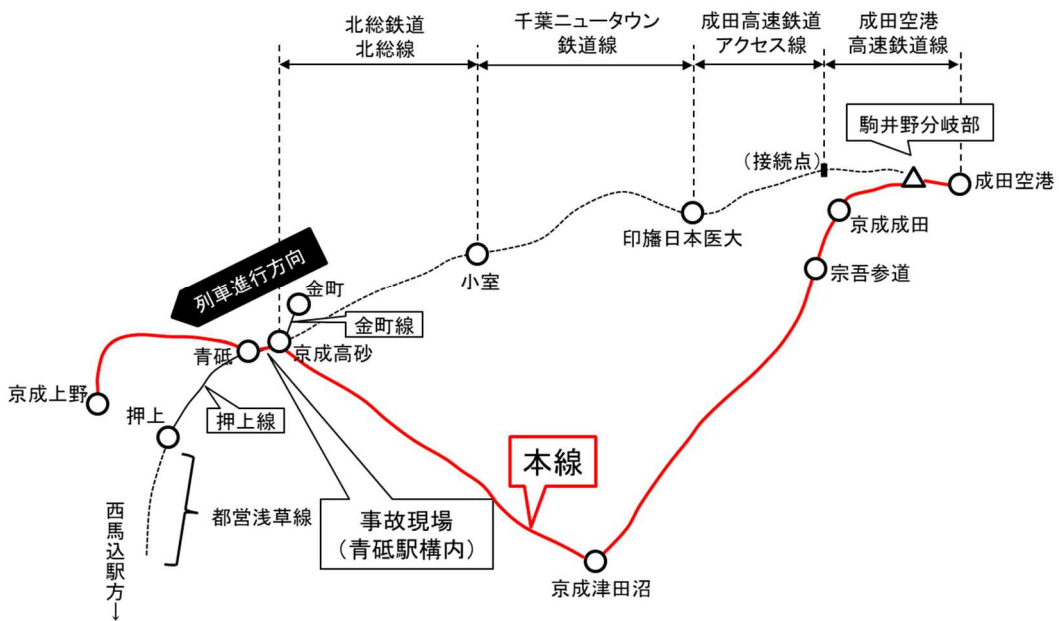 北総鉄道
北総線
千葉ニュータウン
鉄道線
成田高速鉄道
アクセス線
成田空港
高速鉄道線
駒井野分岐部
(接続点)
成田空港
京成成田
印旛日本医大
宗吾参道
小室
列車進行方向
金町
金町線
青砥
京成高砂
京成上野
押上
押上線
本線
都営浅草線
事故現場
(青砥駅構内)
西馬込駅方→
京成津田沼